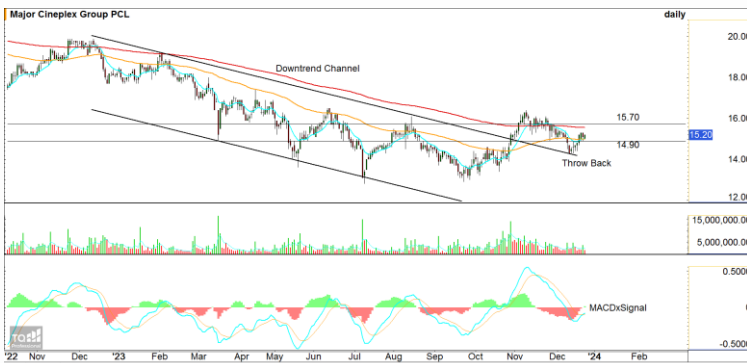 Major Cineplex Group PCL
daily
20.00
Downtrend Channel
18.00
16.00
15.70
15.20
14.90
14.00
Throw Back
12.00
15,000,000.00
5,000,000.00
0.5000
MACDxSignal
-0.500
'22 Nov Dec '23 Feb Mar Apr May Jun Jul Aug Sep Oct Nov Dec '24 Feb